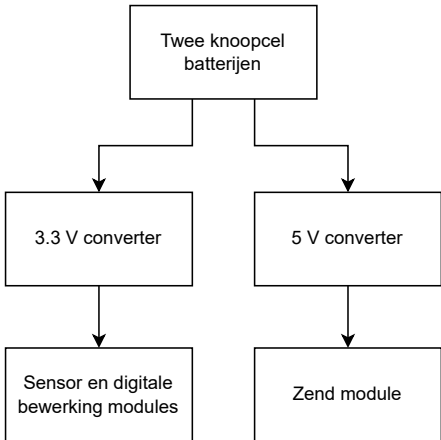 Twee knoopcel
batterijen
3.3 V converter
5 V converter
Sensor en digitale
bewerking modules
Zend module